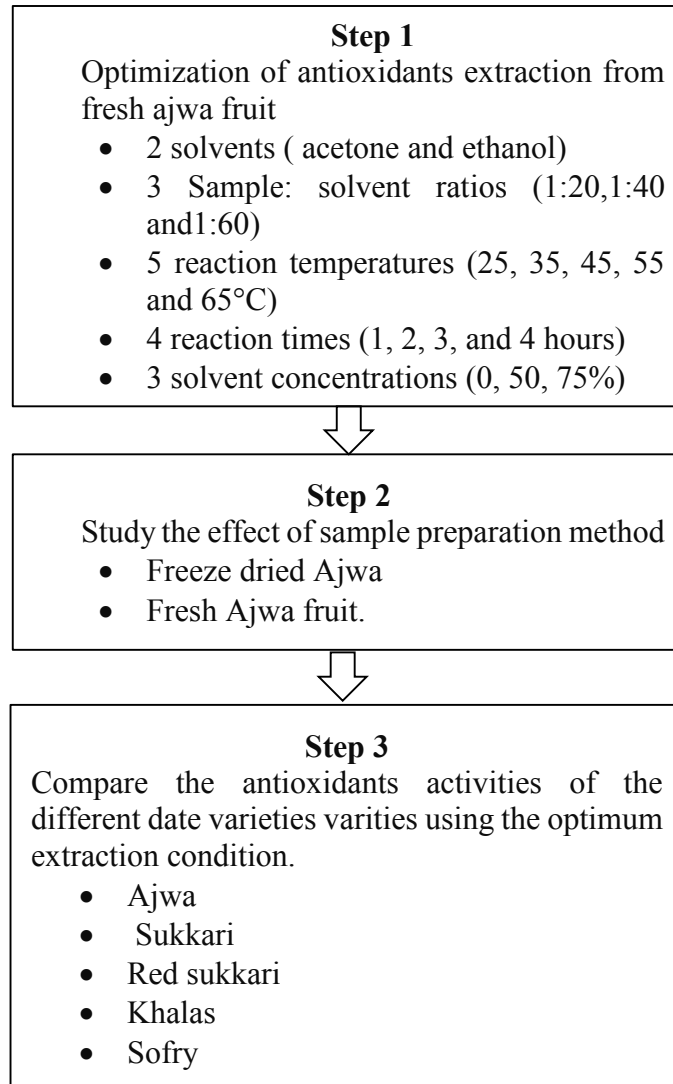 Step 1
Optimization of antioxidants extraction from
fresh ajwa fruit
• 2 solvents ( acetone and ethanol)
• 3 Sample: solvent ratios (1:20,1:40
and1:60)
• 5 reaction temperatures (25, 35, 45, 55
and 65°C)
• 4 reaction times (1, 2, 3, and 4 hours)
• 3 solvent concentrations (0, 50, 75%)
Step 2
Study the effect of sample preparation method
• Freeze dried Ajwa
• Fresh Ajwa fruit.
Step 3
Compare the antioxidants activities of the
different date varieties varities using the optimum
extraction condition.
• Ajwa
• Sukkari
• Red sukkari
• Khalas
• Sofry